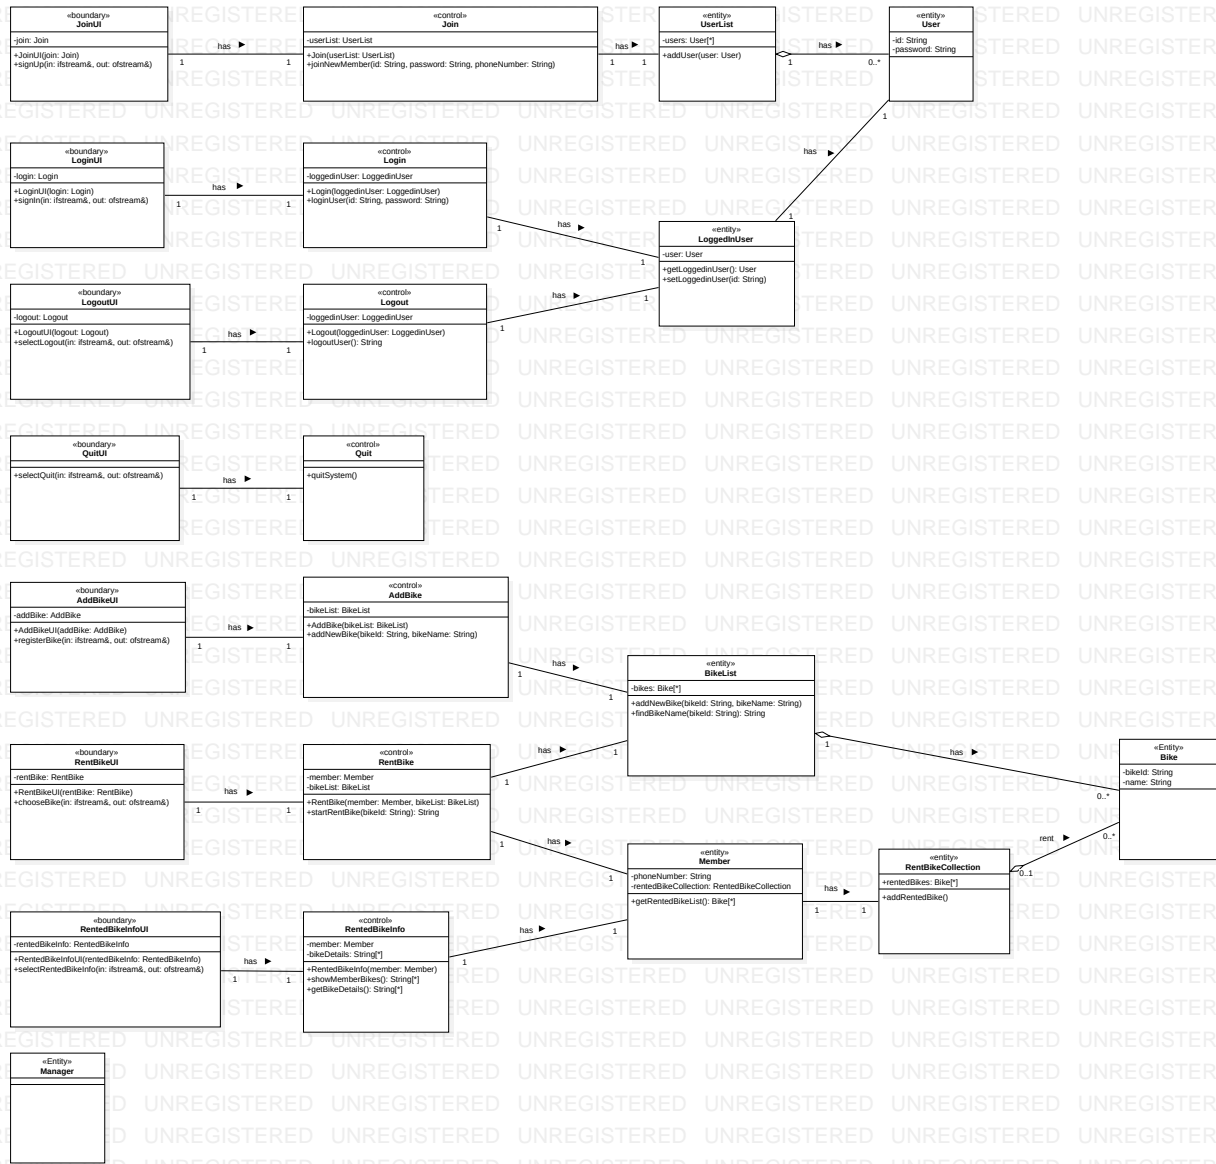 «boundary»
JoinUI
-join: Join
+JoinUI(join: Join)
+signUp(in: ifstream&, out: ofstream&)
has
1
1
«control»
Join
-userList: UserList
+Join(userList: UserList)
+joinNewMember(id: String, password: String, phoneNumber: String)
has
1
1
«entity»
UserList
-users: User[*]
+addUser(user: User)
has
1
0..*
«entity»
User
-id: String
-password: String
1
has
1
«boundary»
LoginUI
-login: Login
+LoginUI(login: Login)
+signIn(in: ifstream&, out: ofstream&)
has
1
1
«control»
Login
-loggedinUser: LoggedinUser
+Login(loggedinUser: LoggedinUser)
+loginUser(id: String, password: String)
has
1
1
«entity»
LoggedInUser
-user: User
+getLoggedinUser(): User
+setLoggedinUser(id: String)
«boundary»
LogoutUI
-logout: Logout
+LogoutUI(logout: Logout)
+selectLogout(in: ifstream&, out: ofstream&)
has
1
1
«control»
Logout
-loggedinUser: LoggedinUser
+Logout(loggedinUser: LoggedinUser)
+logoutUser(): String
has
1
1
«boundary»
QuitUI
+selectQuit(in: ifstream&, out: ofstream&)
has
1
1
«control»
Quit
+quitSystem()
«boundary»
AddBikeUI
-addBike: AddBike
+AddBikeUI(addBike: AddBike)
+registerBike(in: ifstream&, out: ofstream&)
has
1
1
«control»
AddBike
-bikeList: BikeList
+AddBike(bikeList: BikeList)
+addNewBike(bikeId: String, bikeName: String)
has
1
1
«entity»
BikeList
-bikes: Bike[*]
+addNewBike(bikeId: String, bikeName: String)
+findBikeName(bikeId: String): String
1
has
0..*
«Entity»
Bike
-bikeId: String
-name: String
«boundary»
RentBikeUI
-rentBike: RentBike
+RentBikeUI(rentBike: RentBike)
+chooseBike(in: ifstream&, out: ofstream&)
has
1
1
«control»
RentBike
-member: Member
-bikeList: BikeList
+RentBike(member: Member, bikeList: BikeList)
+startRentBike(bikeId: String): String
has
1
1
has
1
1
«entity»
Member
-phoneNumber: String
-rentedBikeCollection: RentedBikeCollection
+getRentedBikeList(): Bike[*]
has
1
1
«entity»
RentBikeCollection
+rentedBikes: Bike[*]
+addRentedBike()
rent
0..*
0..1
«boundary»
RentedBikeInfoUI
-rentedBikeInfo: RentedBikeInfo
+RentedBikeInfoUI(rentedBikeInfo: RentedBikeInfo)
+selectRentedBikeInfo(in: ifstream&, out: ofstream&)
has
1
1
«control»
RentedBikeInfo
-member: Member
-bikeDetails: String[*]
+RentedBikeInfo(member: Member)
+showMemberBikes(): String[*]
+getBikeDetails(): String[*]
has
1
1
«Entity»
Manager
UNREGISTERED